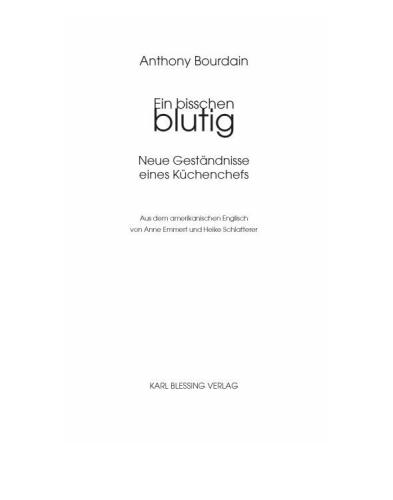 Anthony Bourdain
Ein bisschen
blutig
Neue Geständnisse
eines Küchenchefs
Aus dem amerikanischen Englisch
von Anne Emmert und Heike Schlatterer
KARL BLESSING VERLAG